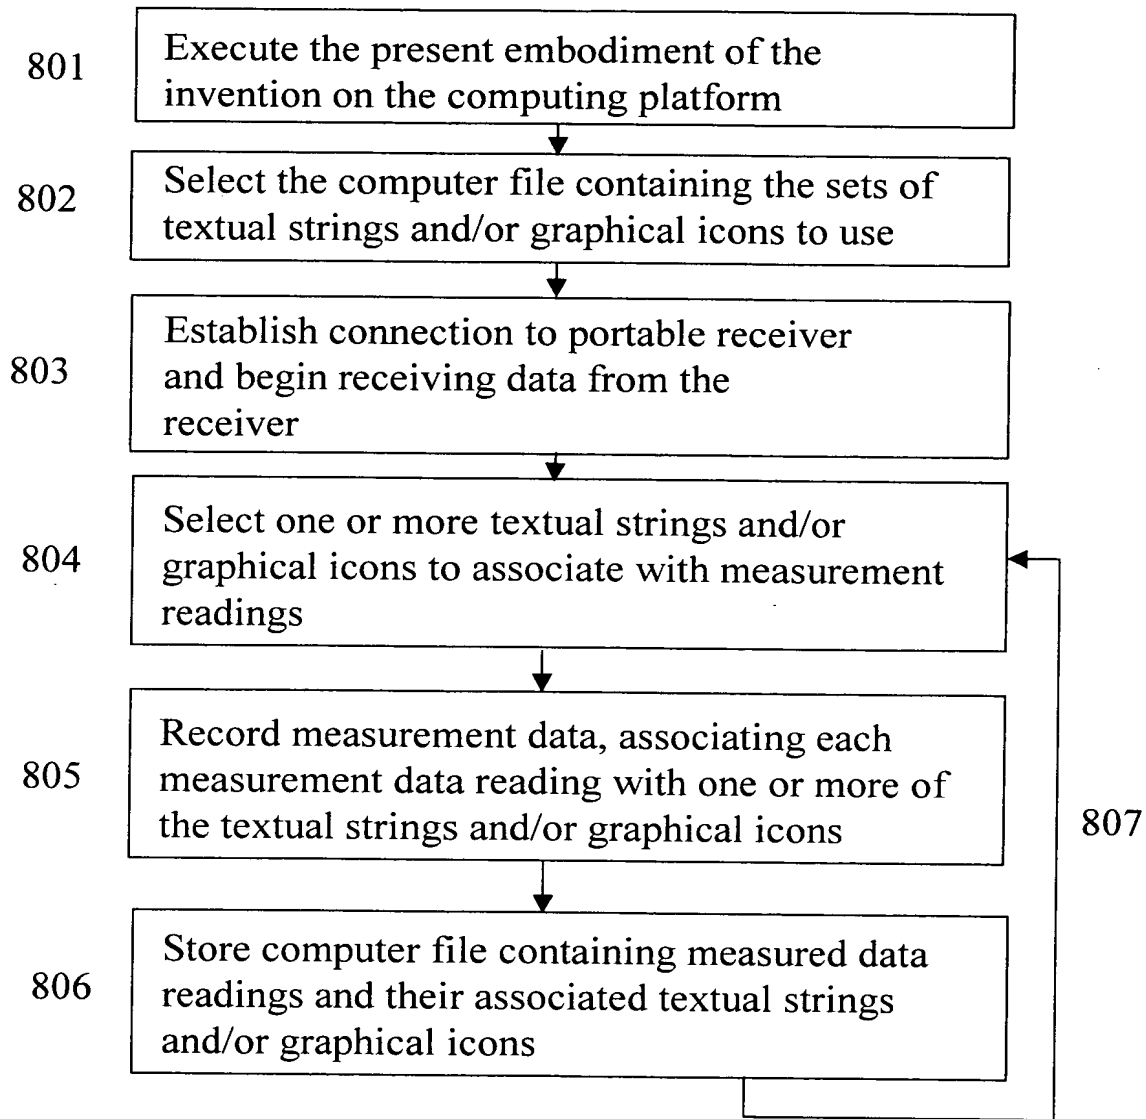 801
Execute the present embodiment of the
invention on the computing platform
802
Select the computer file containing the sets of
textual strings and/or graphical icons to use
803
Establish connection to portable receiver
and begin receiving data from the
receiver
804
Select one or more textual strings and/or
graphical icons to associate with measurement
readings
805
Record measurement data, associating each
measurement data reading with one or more of
the textual strings and/or graphical icons
807
806
Store computer file containing measured data
readings and their associated textual strings
and/or graphical icons